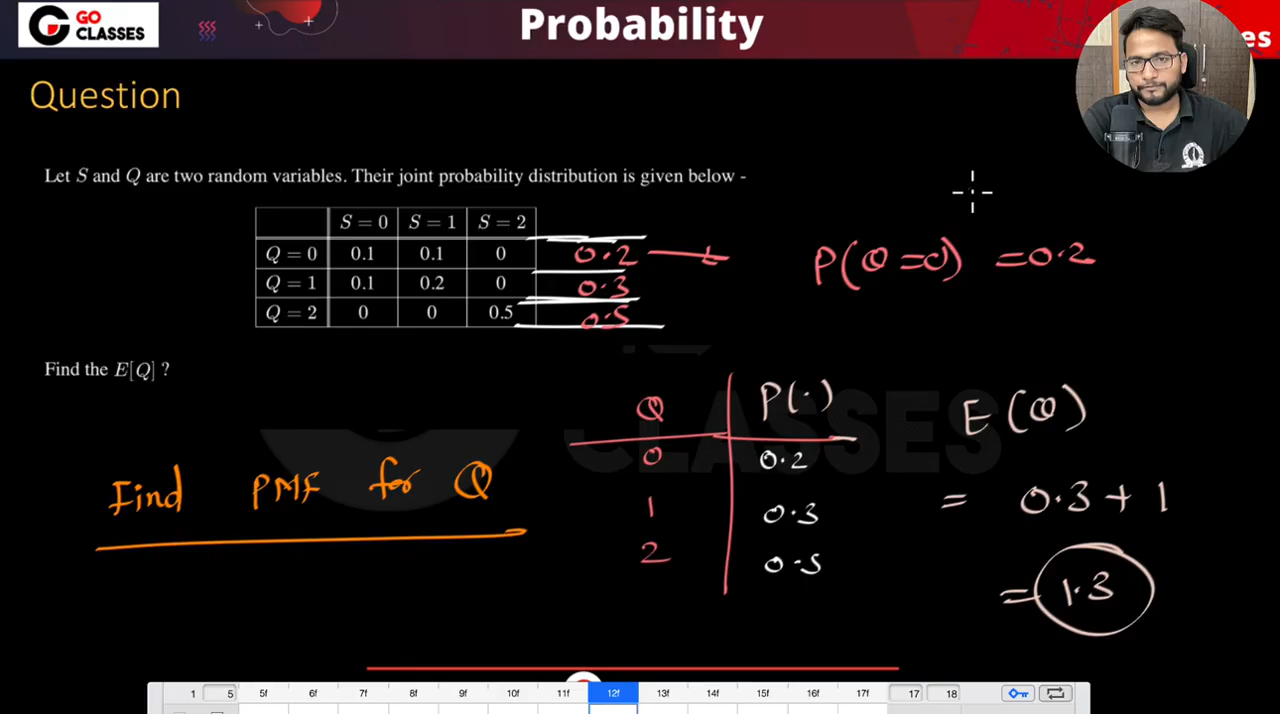 GO CLASSES
Probability
es
Question
Let S and Q are two random variables. Their joint probability distribution is given below -
S = 0 S = 1 S = 2
Q = 0 0.1 0.1 0 0.2 P(Q=0) =0.2
Q = 1 0.1 0.2 0 0.3
Q = 2 0 0 0.5 0.5
Find the E[Q] ?
CLASSES
Find PMF for Q
Q P(.)
0 0.2
1 0.3
2 0.5
E(Q)
= 0.3 + 1
= 1.3
1 5 5f 6f 7f 8f 9f 10f 11f 12f 13f 14f 15f 16f 17f 17 18